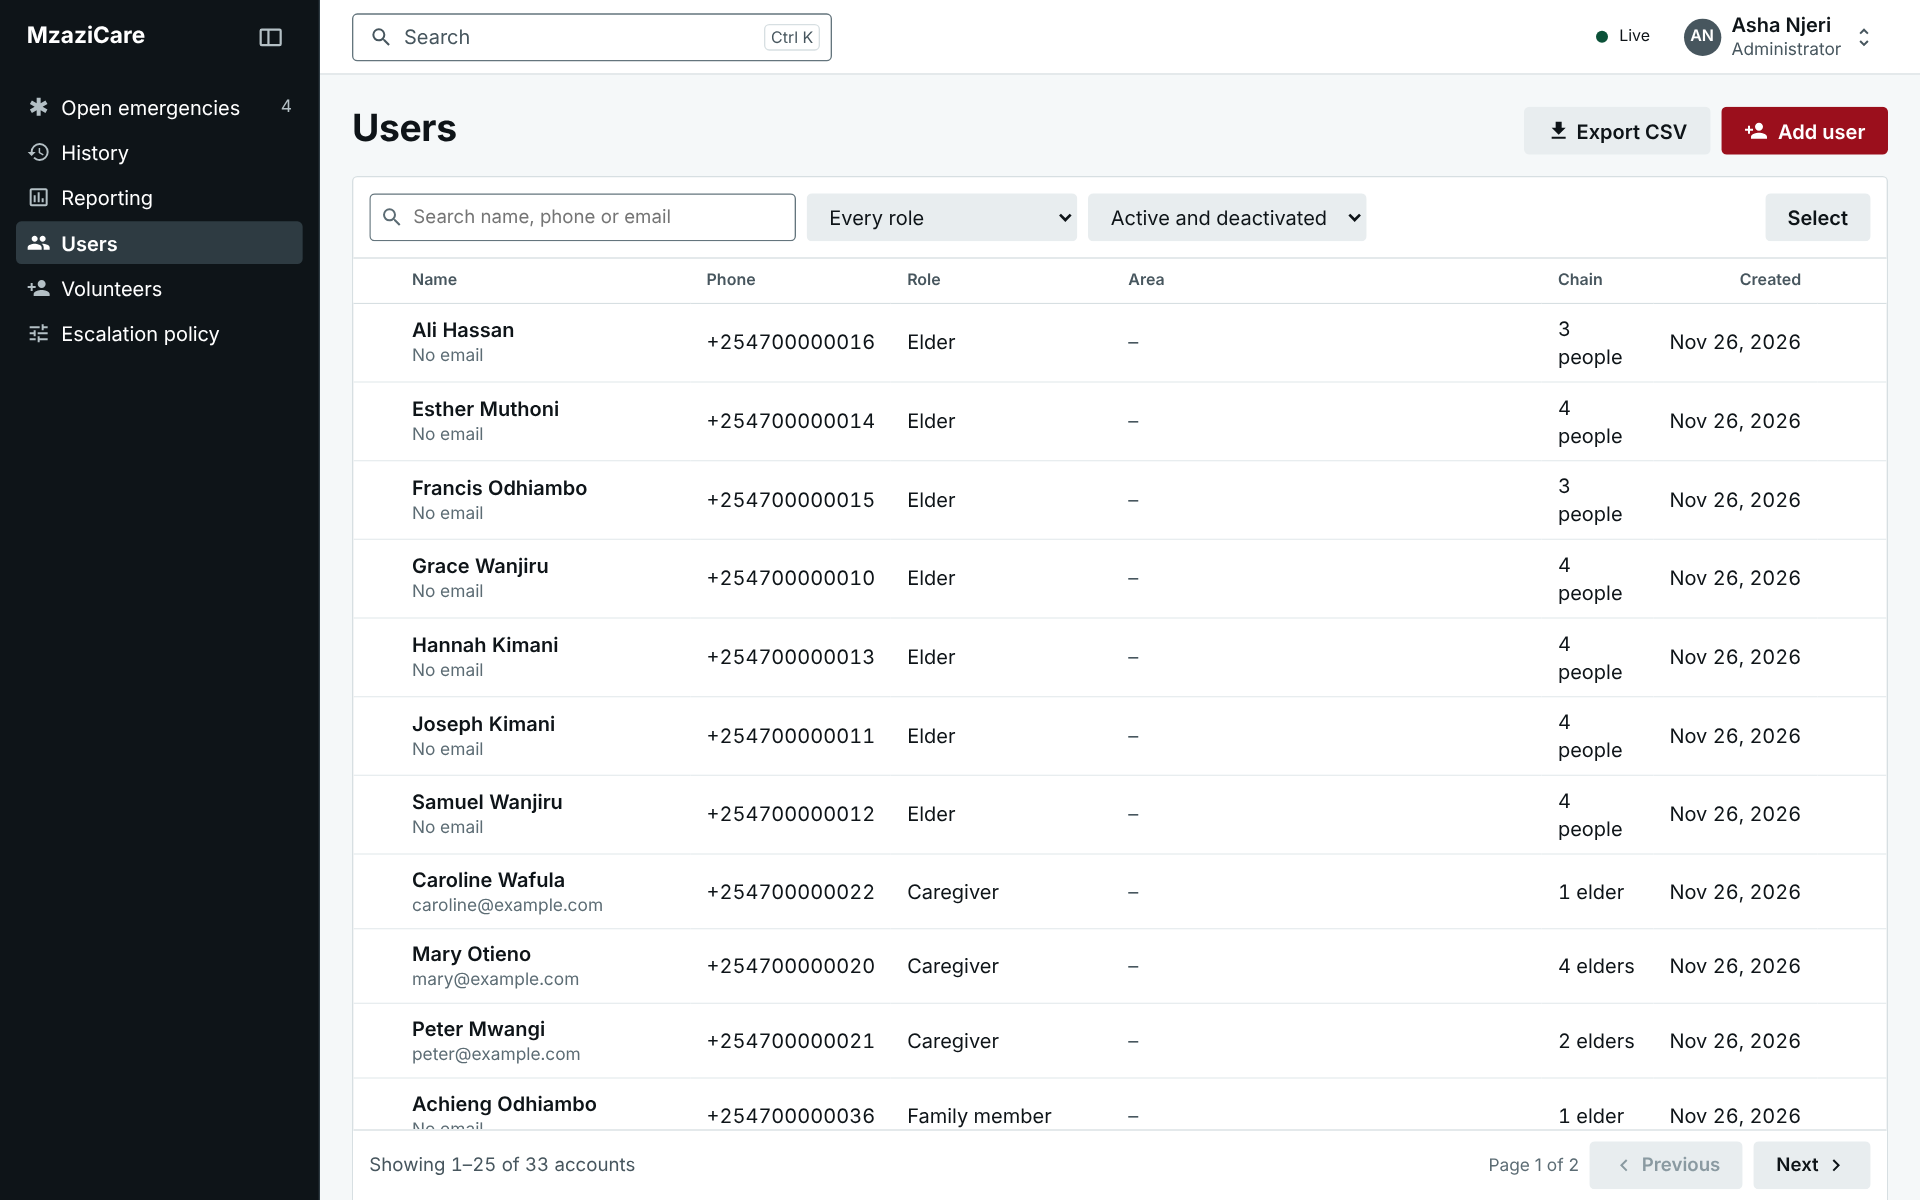 MzaziCare
Search
Ctrl K
Live
AN
Asha Njeri
Administrator
Open emergencies 4
History
Reporting
Users
Volunteers
Escalation policy
Users
Export CSV
Add user
Search name, phone or email
Every role
Active and deactivated
Select
Name Phone Role Area Chain Created
Ali Hassan
No email
+254700000016 Elder – 3 people Nov 26, 2026
Esther Muthoni
No email
+254700000014 Elder – 4 people Nov 26, 2026
Francis Odhiambo
No email
+254700000015 Elder – 3 people Nov 26, 2026
Grace Wanjiru
No email
+254700000010 Elder – 4 people Nov 26, 2026
Hannah Kimani
No email
+254700000013 Elder – 4 people Nov 26, 2026
Joseph Kimani
No email
+254700000011 Elder – 4 people Nov 26, 2026
Samuel Wanjiru
No email
+254700000012 Elder – 4 people Nov 26, 2026
Caroline Wafula
caroline@example.com
+254700000022 Caregiver – 1 elder Nov 26, 2026
Mary Otieno
mary@example.com
+254700000020 Caregiver – 4 elders Nov 26, 2026
Peter Mwangi
peter@example.com
+254700000021 Caregiver – 2 elders Nov 26, 2026
Achieng Odhiambo
No email
+254700000036 Family member – 1 elder Nov 26, 2026
Showing 1–25 of 33 accounts
Page 1 of 2
Previous
Next